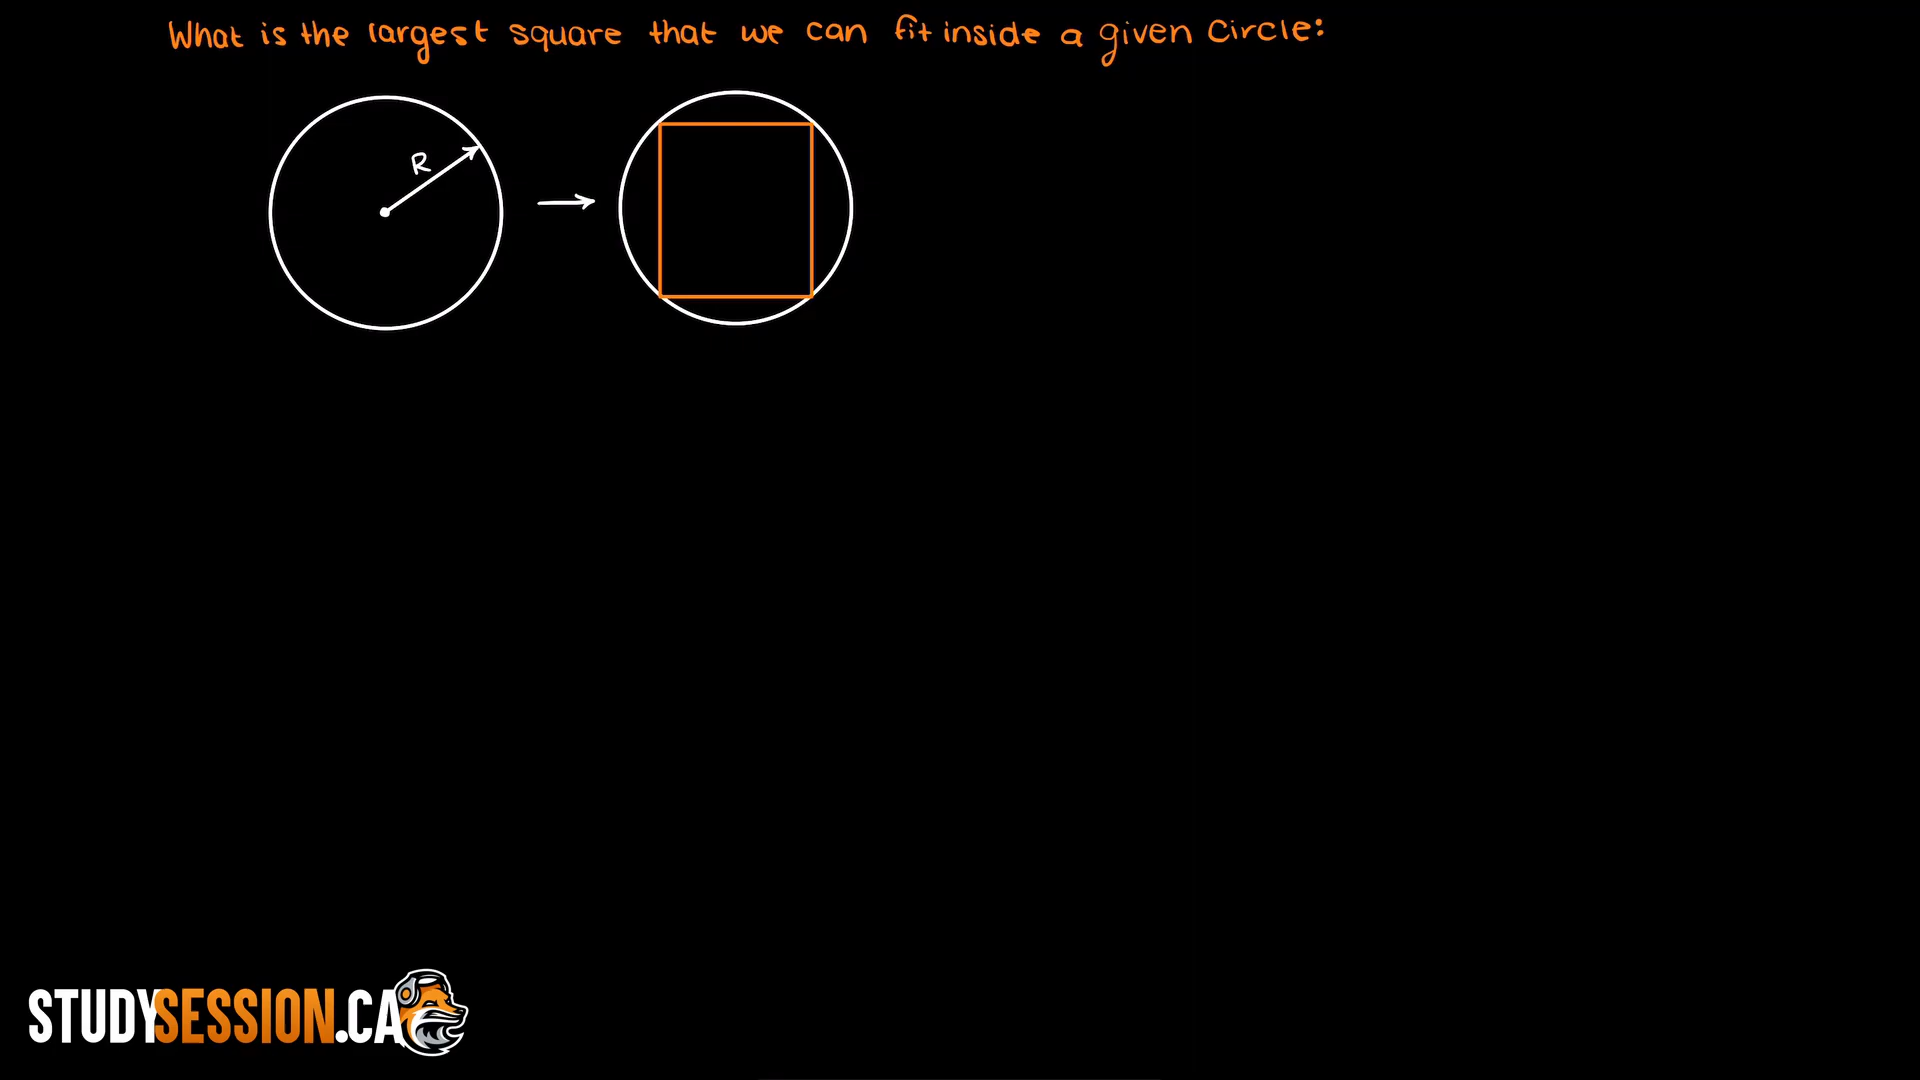 What is the largest square that we can fit inside a given circle:
R
STUDYSESSION.CA